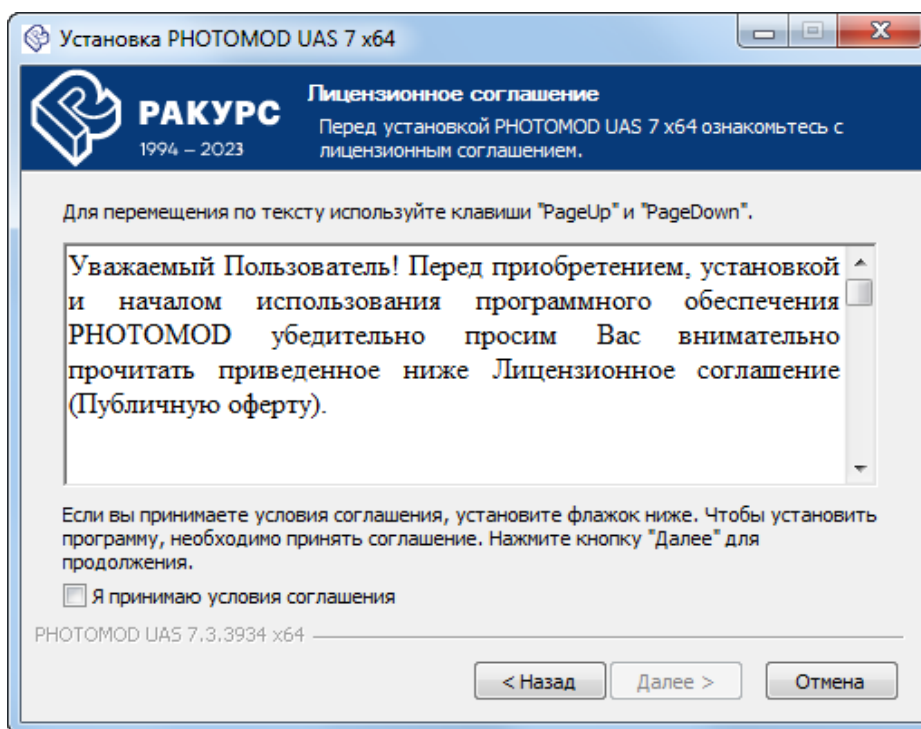 Установка PHOTOMOD UAS 7 x64
РАКУРС
1994 – 2023
Лицензионное соглашение
Перед установкой PHOTOMOD UAS 7 x64 ознакомьтесь с
лицензионным соглашением.
Для перемещения по тексту используйте клавиши "PageUp" и "PageDown".
Уважаемый Пользователь! Перед приобретением, установкой
и началом использования программного обеспечения
PHOTOMOD убедительно просим Вас внимательно
прочитать приведенное ниже Лицензионное соглашение
(Публичную оферту).
Если вы принимаете условия соглашения, установите флажок ниже. Чтобы установить
программу, необходимо принять соглашение. Нажмите кнопку "Далее" для
продолжения.
Я принимаю условия соглашения
PHOTOMOD UAS 7.3.3934 x64
< Назад
Далее >
Отмена